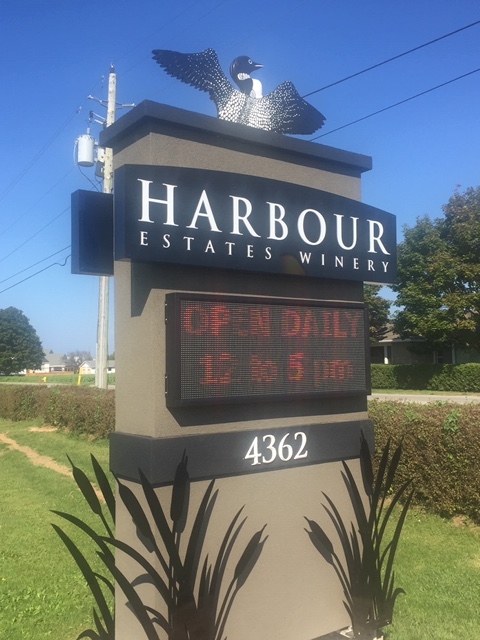 HARBOUR
ESTATES WINERY
OPEN DAILY
12 to 5 pm
4362